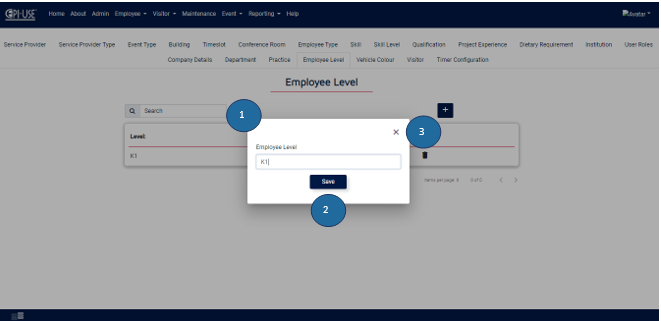 EPI-USE Home About Admin Employee Visitor Maintenance Event Reporting Help Avatar
Service Provider Service Provider Type Event Type Building Timeslot Conference Room Employee Type Skill Skill Level Qualification Project Experience Dietary Requirement Institution User Roles
Company Details Department Practice Employee Level Vehicle Colour Visitor Timer Configuration
Employee Level
Search
+
1
3
×
Level:
Employee Level
K1
K1
Save
Items per page: 0 of 0 < >
2